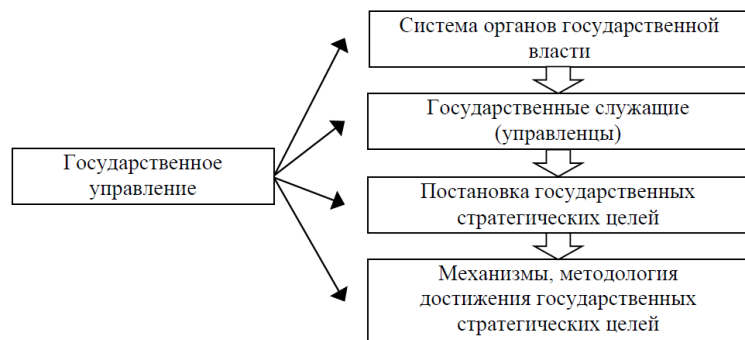 Система органов государственной
власти
Государственные служащие
(управленцы)
Государственное
управление
Постановка государственных
стратегических целей
Механизмы, методология
достижения государственных
стратегических целей